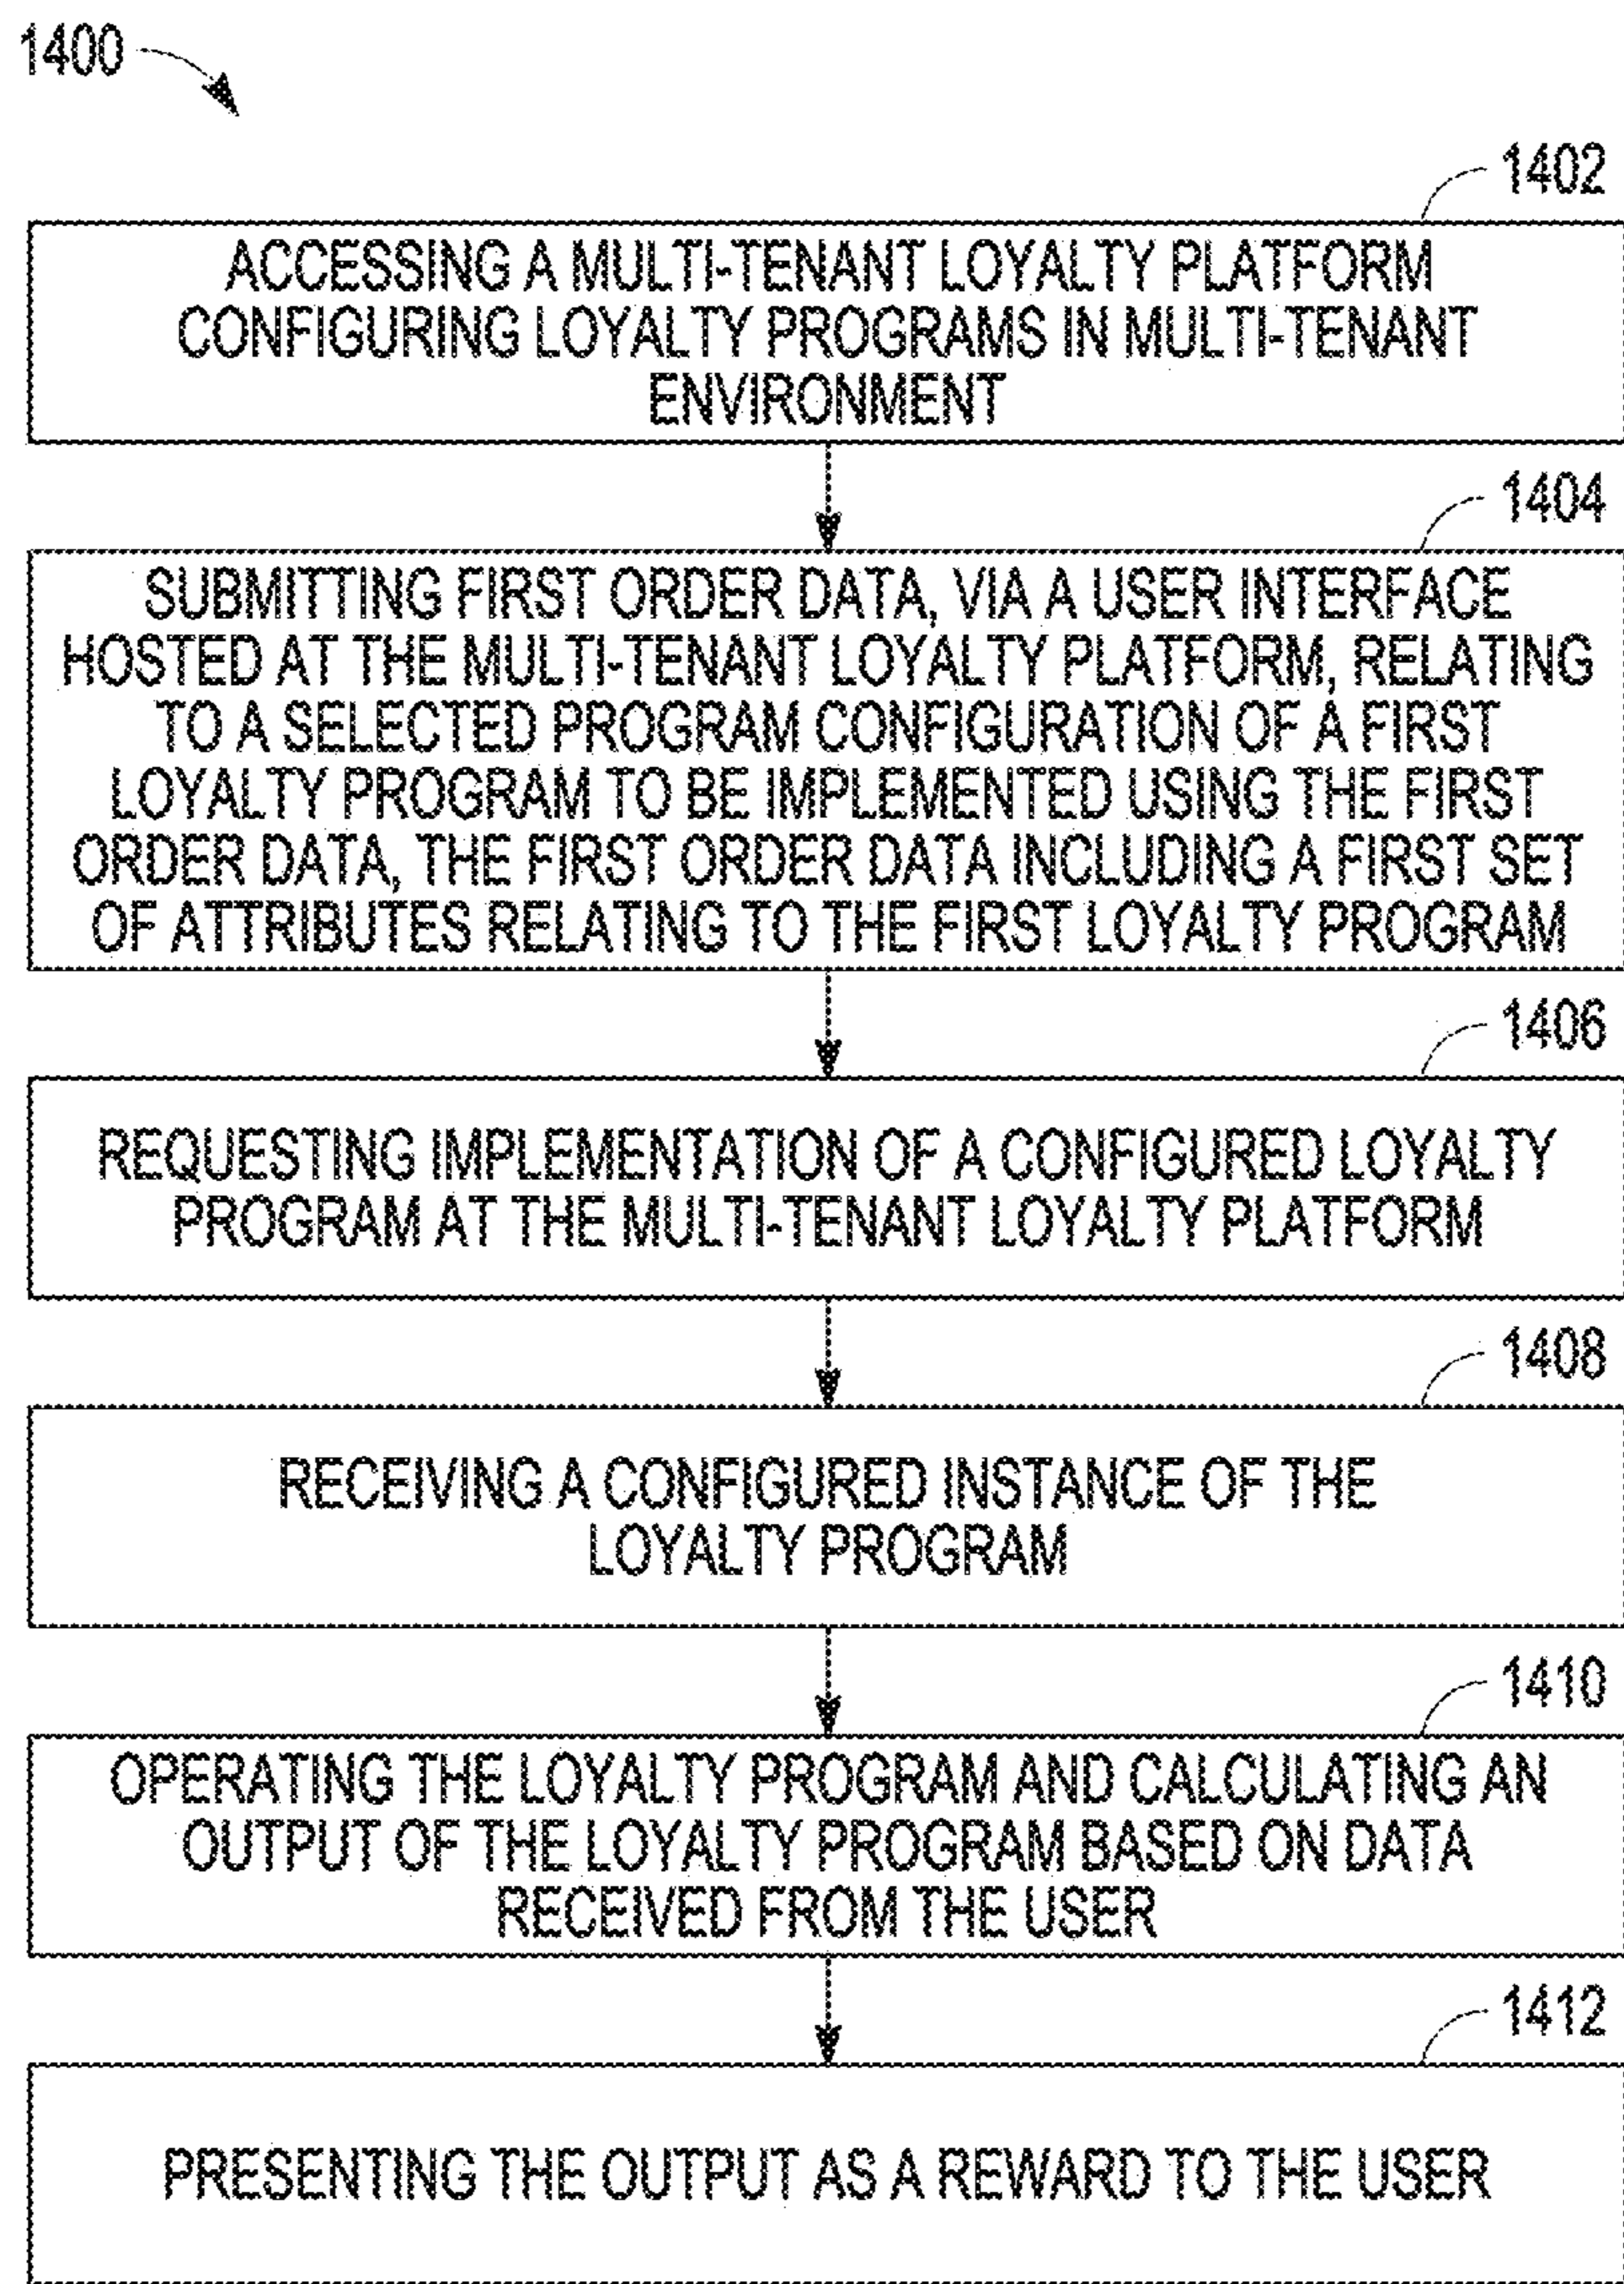 1400
1402
ACCESSING A MULTI-TENANT LOYALTY PLATFORM
CONFIGURING LOYALTY PROGRAMS IN MULTI-TENANT
ENVIRONMENT
1404
SUBMITTING FIRST ORDER DATA, VIA A USER INTERFACE
HOSTED AT THE MULTI-TENANT LOYALTY PLATFORM, RELATING
TO A SELECTED PROGRAM CONFIGURATION OF A FIRST
LOYALTY PROGRAM TO BE IMPLEMENTED USING THE FIRST
ORDER DATA, THE FIRST ORDER DATA INCLUDING A FIRST SET
OF ATTRIBUTES RELATING TO THE FIRST LOYALTY PROGRAM
1406
REQUESTING IMPLEMENTATION OF A CONFIGURED LOYALTY
PROGRAM AT THE MULTI-TENANT LOYALTY PLATFORM
1408
RECEIVING A CONFIGURED INSTANCE OF THE
LOYALTY PROGRAM
1410
OPERATING THE LOYALTY PROGRAM AND CALCULATING AN
OUTPUT OF THE LOYALTY PROGRAM BASED ON DATA
RECEIVED FROM THE USER
1412
PRESENTING THE OUTPUT AS A REWARD TO THE USER